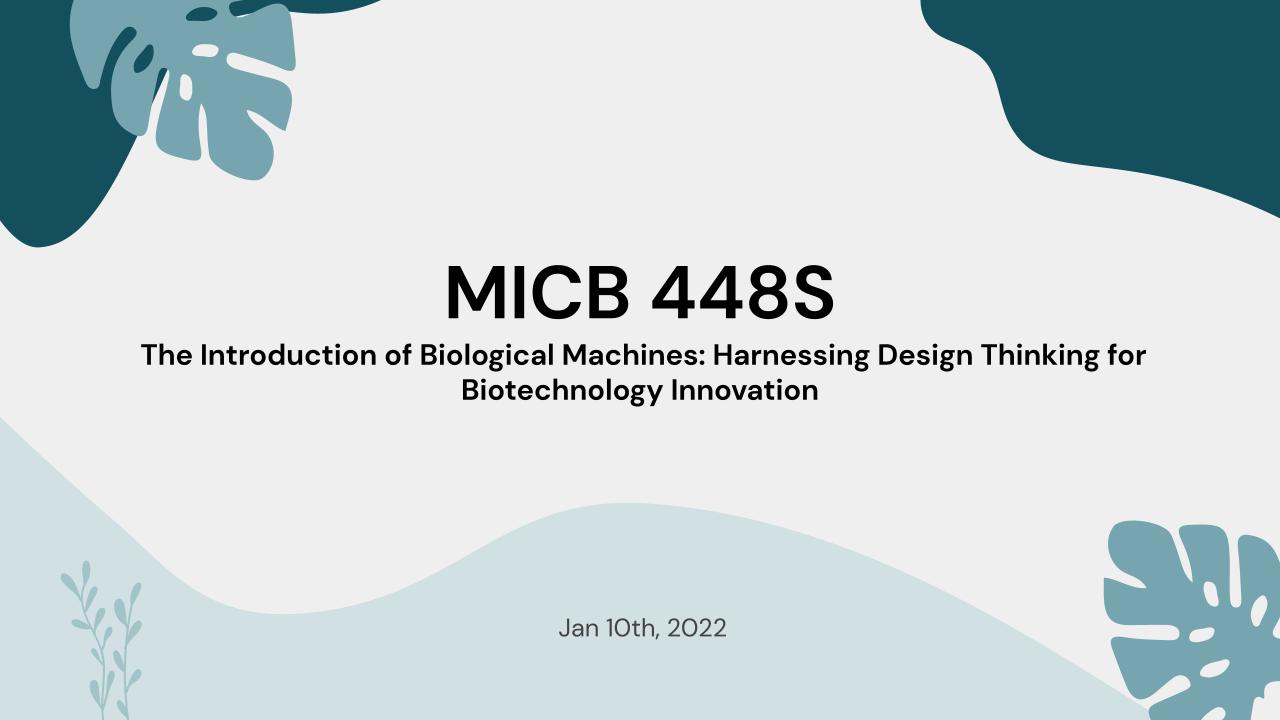 MICB 448S
The Introduction of Biological Machines: Harnessing Design Thinking for
Biotechnology Innovation
Jan 10th, 2022